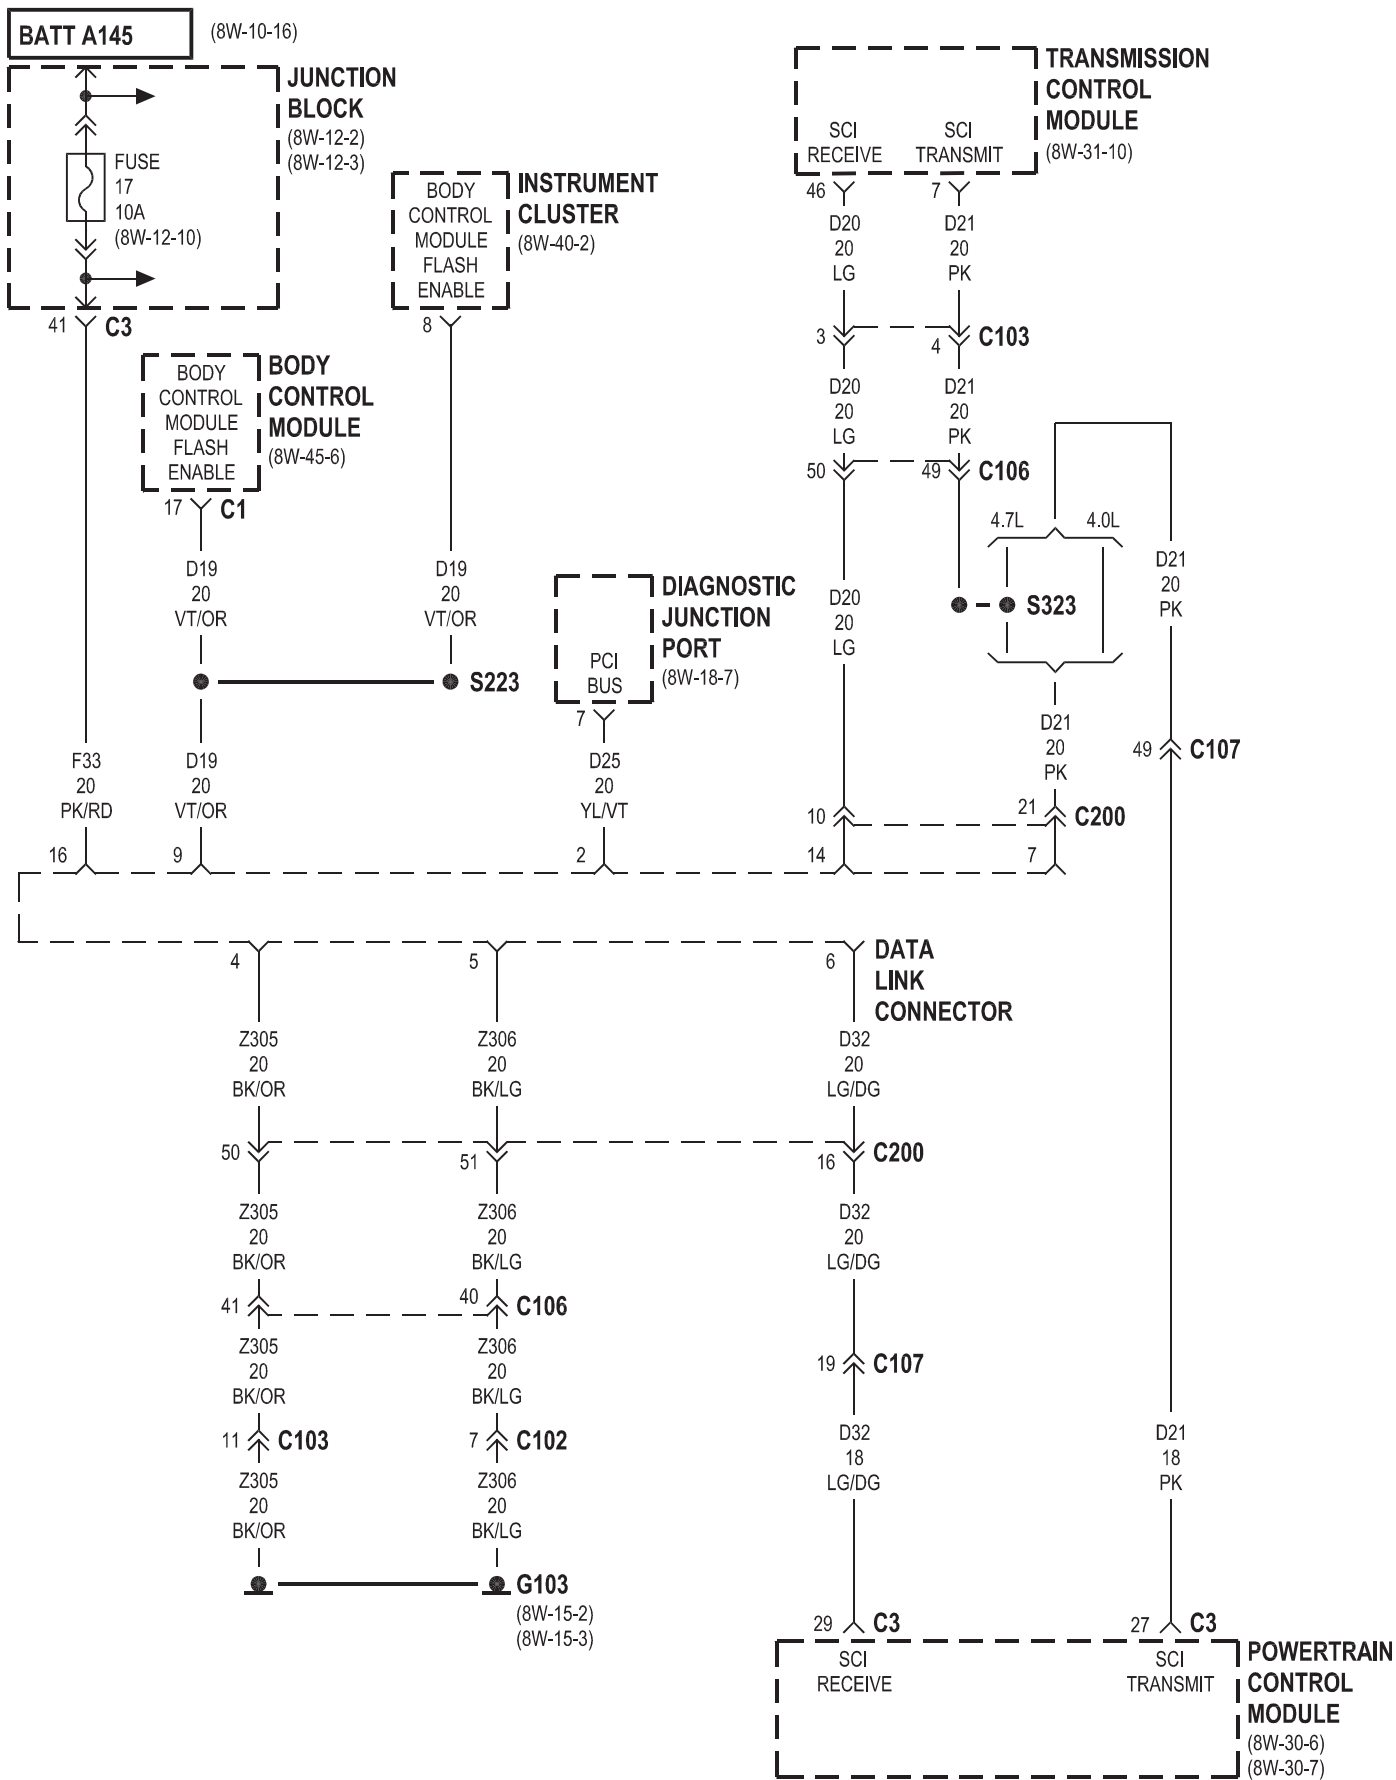 BATT A145
(8W-10-16)
JUNCTION
BLOCK
(8W-12-2)
(8W-12-3)
FUSE
17
10A
(8W-12-10)
41
C3
BODY
CONTROL
MODULE
FLASH
ENABLE
INSTRUMENT
CLUSTER
(8W-40-2)
8
TRANSMISSION
CONTROL
MODULE
(8W-31-10)
SCI
RECEIVE
SCI
TRANSMIT
46
7
D20
20
LG
D21
20
PK
3
4
C103
D20
20
LG
D21
20
PK
50
49
C106
BODY
CONTROL
MODULE
FLASH
ENABLE
BODY
CONTROL
MODULE
(8W-45-6)
17
C1
D19
20
VT/OR
D19
20
VT/OR
S223
DIAGNOSTIC
JUNCTION
PORT
(8W-18-7)
PCI
BUS
7
D20
20
LG
4.7L
4.0L
S323
D21
20
PK
D21
20
PK
49
C107
F33
20
PK/RD
D19
20
VT/OR
D25
20
YL/VT
10
21
C200
16
9
2
14
7
4
5
6
DATA
LINK
CONNECTOR
Z305
20
BK/OR
Z306
20
BK/LG
D32
20
LG/DG
50
51
16
C200
Z305
20
BK/OR
Z306
20
BK/LG
D32
20
LG/DG
41
40
C106
Z305
20
BK/OR
Z306
20
BK/LG
19
C107
11
C103
7
C102
Z305
20
BK/OR
Z306
20
BK/LG
D32
18
LG/DG
D21
18
PK
G103
(8W-15-2)
(8W-15-3)
29
C3
27
C3
SCI
RECEIVE
SCI
TRANSMIT
POWERTRAIN
CONTROL
MODULE
(8W-30-6)
(8W-30-7)